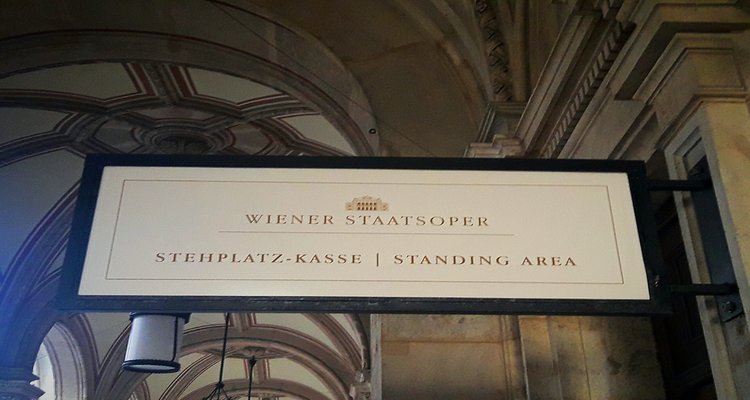 WIENER STAATSOPER
STEHPLATZ-KASSE | STANDING AREA